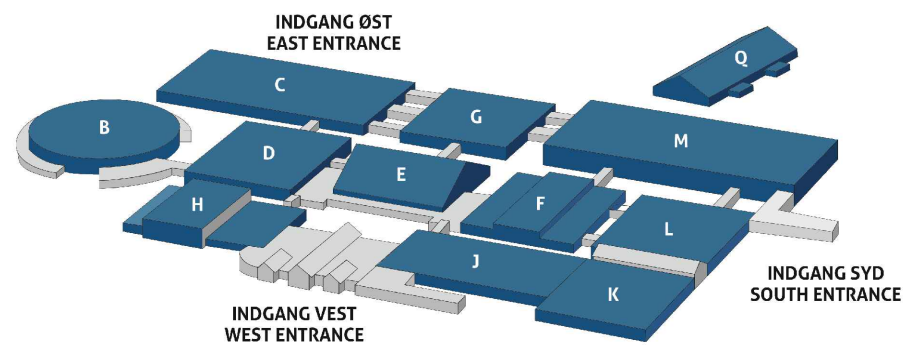 INDGANG ØST
EAST ENTRANCE
Q
C
G
B
M
D
E
H
F
L
J
K
INDGANG SYD
SOUTH ENTRANCE
INDGANG VEST
WEST ENTRANCE